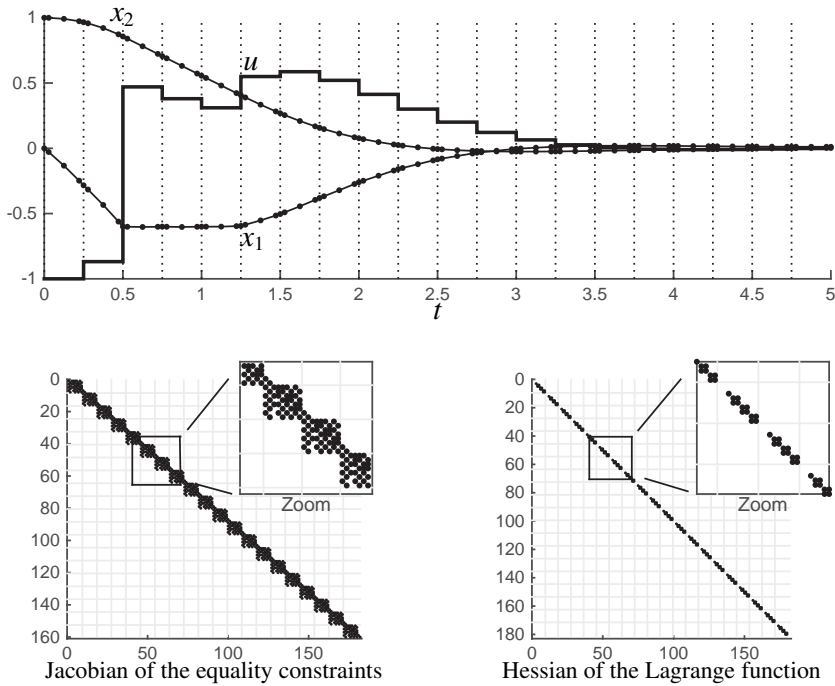 1
0.5
0
-0.5
-1
x2
u
x1
0 0.5 1 1.5 2 2.5 3 3.5 4 4.5 5
t
0
20
40
60
80
100
120
140
160
0 50 100 150
Zoom
Jacobian of the equality constraints
0
20
40
60
80
100
120
140
160
180
0 50 100 150
Zoom
Hessian of the Lagrange function